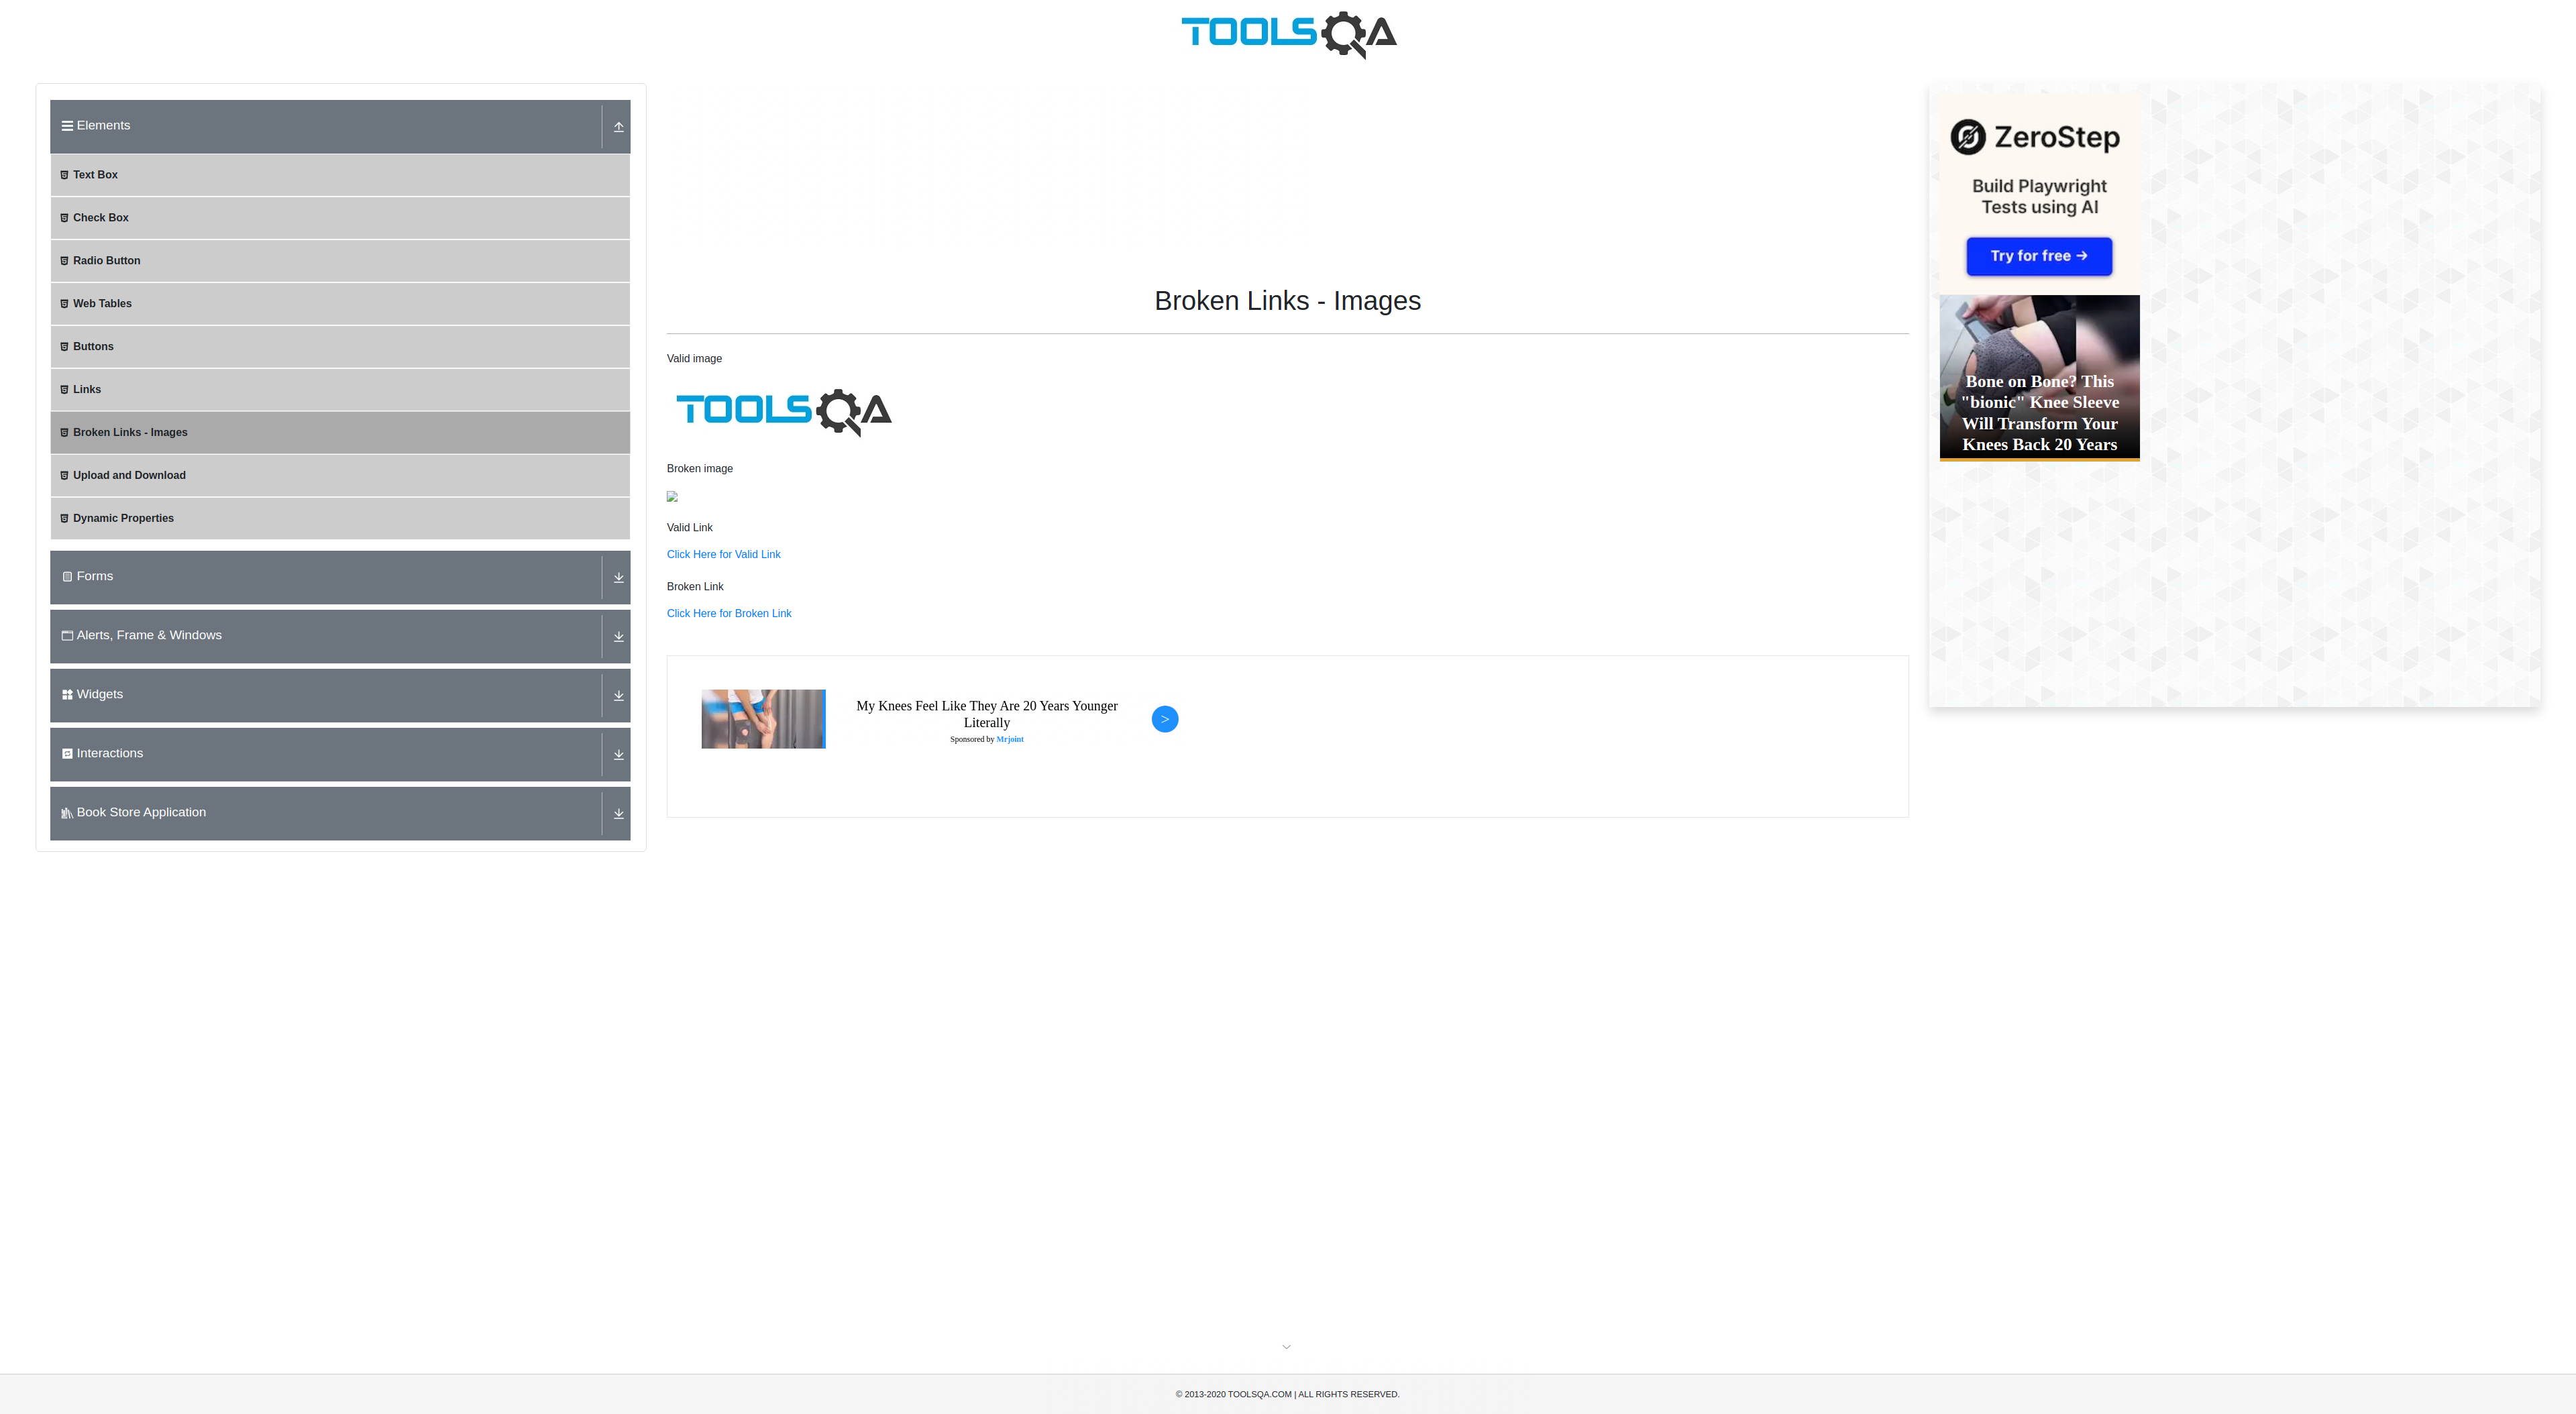 TOOLSQA
Elements
Text Box
Check Box
Radio Button
Web Tables
Buttons
Links
Broken Links - Images
Upload and Download
Dynamic Properties
Forms
Alerts, Frame & Windows
Widgets
Interactions
Book Store Application
Broken Links - Images
Valid image
TOOLSQA
Broken image
Valid Link
Click Here for Valid Link
Broken Link
Click Here for Broken Link
My Knees Feel Like They Are 20 Years Younger
Literally
Sponsored by Mrjoint
>
ZeroStep
Build Playwright
Tests using AI
Try for free →
Bone on Bone? This
"bionic" Knee Sleeve
Will Transform Your
Knees Back 20 Years
© 2013-2020 TOOLSQA.COM | ALL RIGHTS RESERVED.